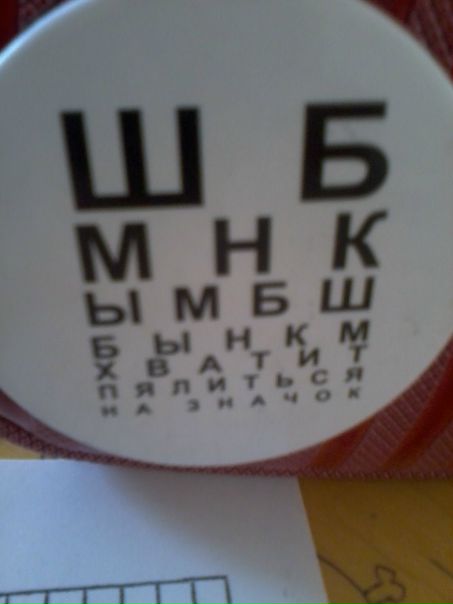 Ш Б
М Н К
Ы М Б Ш
Б Ы Н К М
Х В А Т И Т
П Я Л И Т Ь С Я
Н А З Н А Ч О К